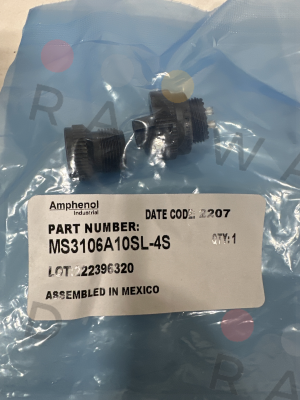 Amphenol
Industrial
DATE CODE: 2207
PART NUMBER:
MS3106A10SL-4S
QTY: 1
LOT: 222396320
ASSEMBLED IN MEXICO